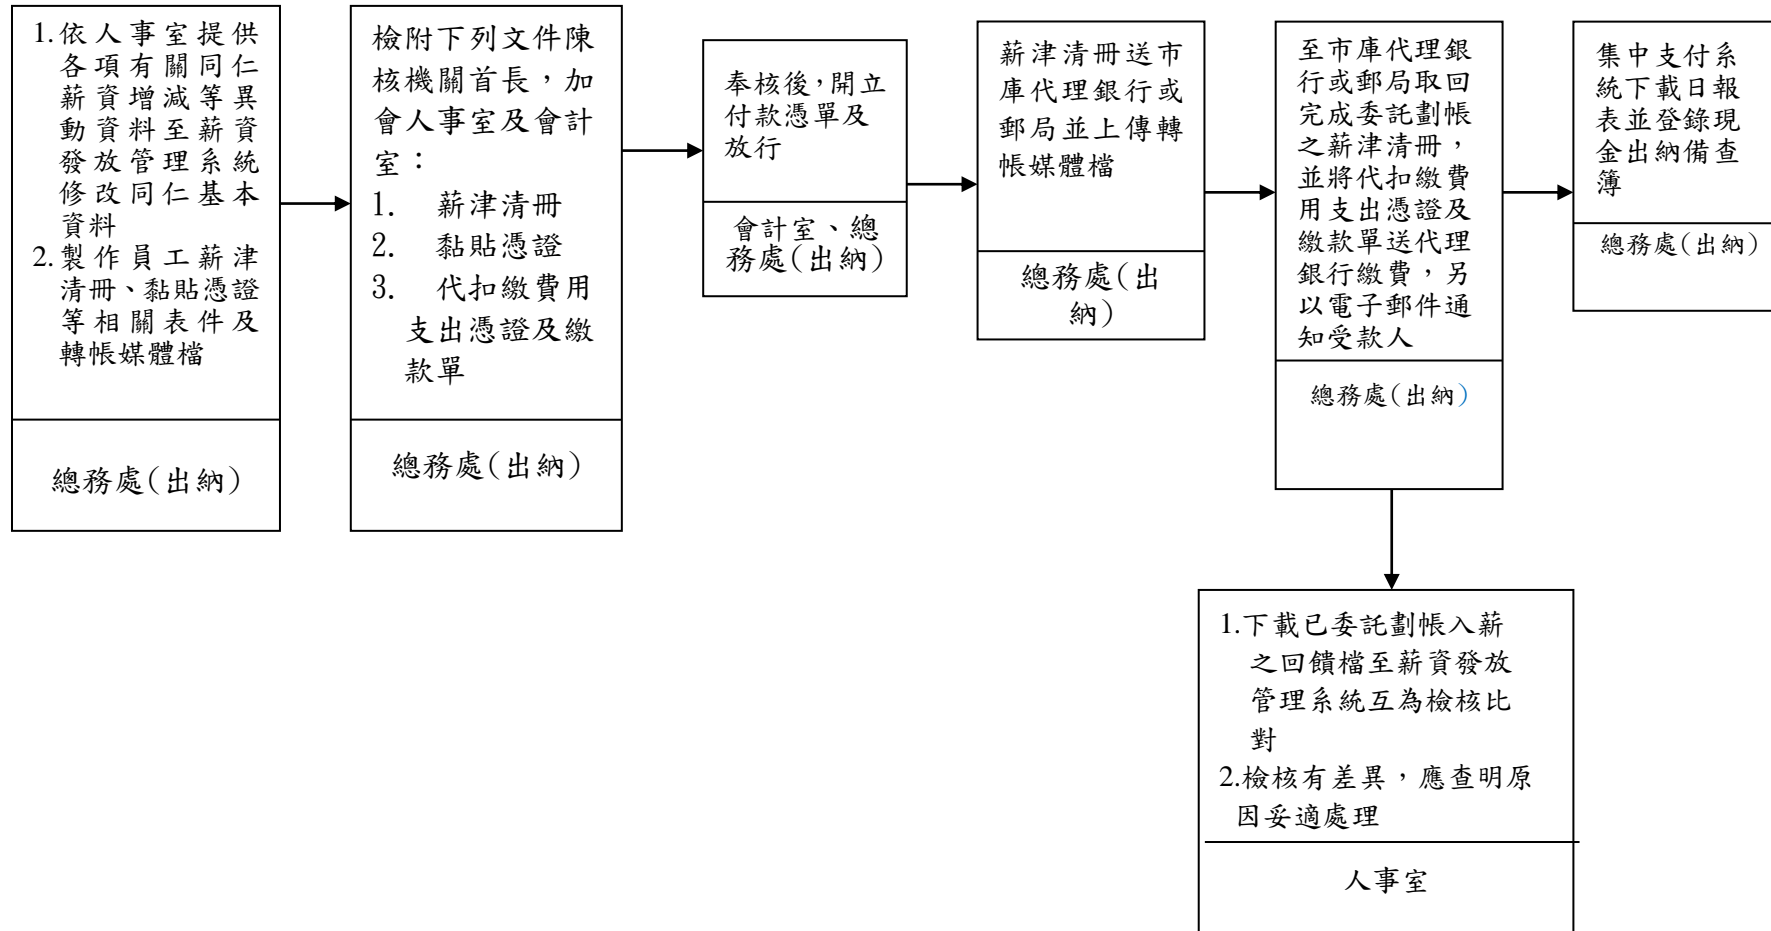 1.依人事室提供
各項有關同仁
薪資增減等異
動資料至薪資
發放管理系統
修改同仁基本
資料
2.製作員工薪津
清冊、黏貼憑證
等相關表件及
轉帳媒體檔
總務處(出納)
檢附下列文件陳
核機關首長，加
會人事室及會計
室：
1. 薪津清冊
2. 黏貼憑證
3. 代扣繳費用
支出憑證及繳
款單
總務處(出納)
奉核後，開立
付款憑單及
放行
會計室、總
務處(出納)
薪津清冊送市
庫代理銀行或
郵局並上傳轉
帳媒體檔
總務處(出
納)
至市庫代理銀
行或郵局取回
完成委託劃帳
之薪津清冊，
並將代扣繳費
用支出憑證及
繳款單送代理
銀行繳費，另
以電子郵件通
知受款人
總務處(出納)
集中支付系
統下載日報
表並登錄現
金出納備查
簿
總務處(出納)
1.下載已委託劃帳入薪
之回饋檔至薪資發放
管理系統互為檢核比
對
2.檢核有差異，應查明原
因妥適處理
人事室